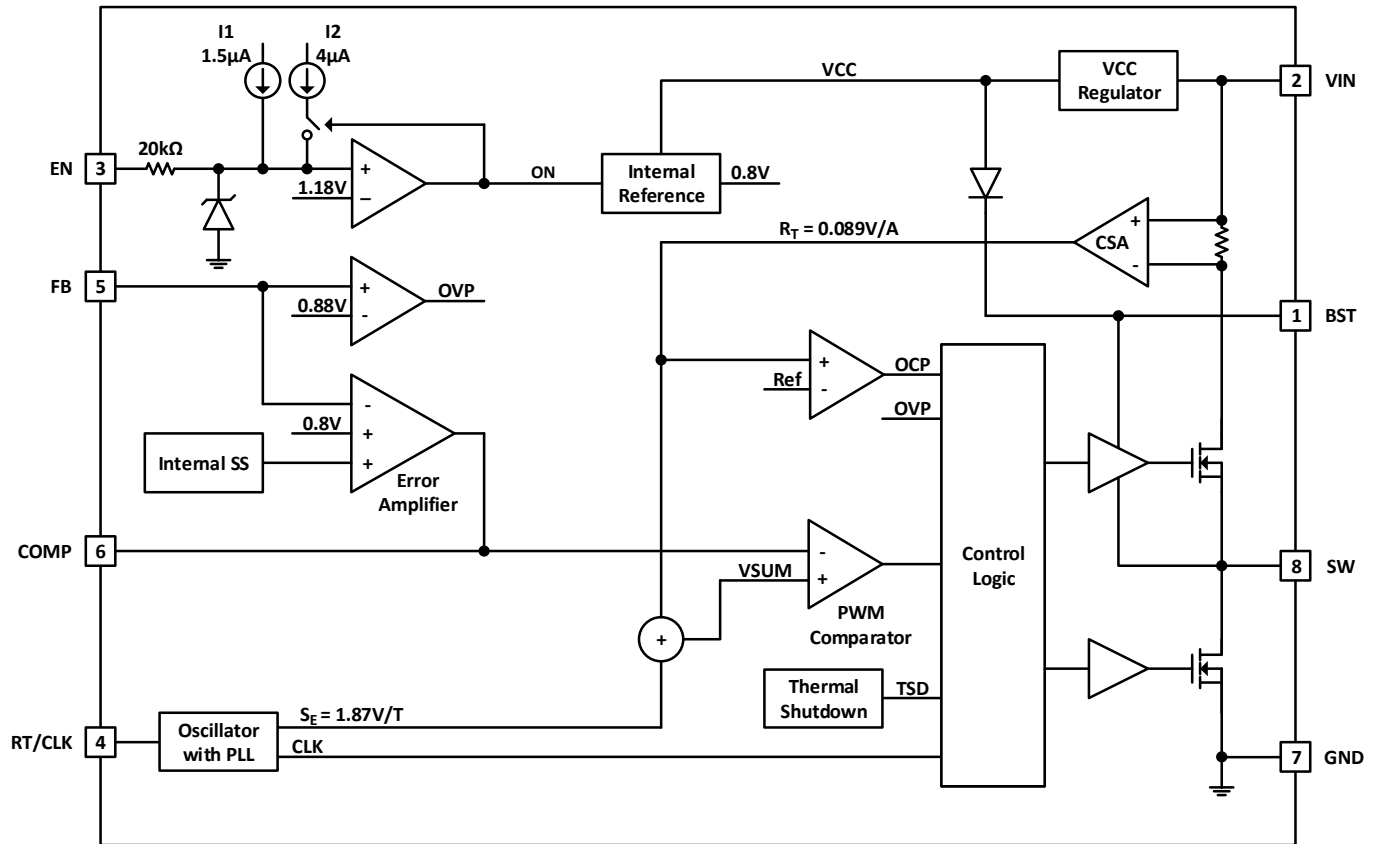 I1
1.5µA
I2
4µA
VCC
VCC
Regulator
2
VIN
EN
3
20kΩ
+
1.18V
–
ON
Internal
Reference
0.8V
R_T = 0.089V/A
CSA
+
-
FB
5
+
0.88V
-
OVP
1
BST
+
Ref
-
OCP
OVP
-
0.8V
+
+
Internal SS
Error
Amplifier
COMP
6
-
VSUM
+
PWM
Comparator
Control
Logic
8
SW
+
Thermal
Shutdown
TSD
S_E = 1.87V/T
RT/CLK
4
Oscillator
with PLL
CLK
7
GND